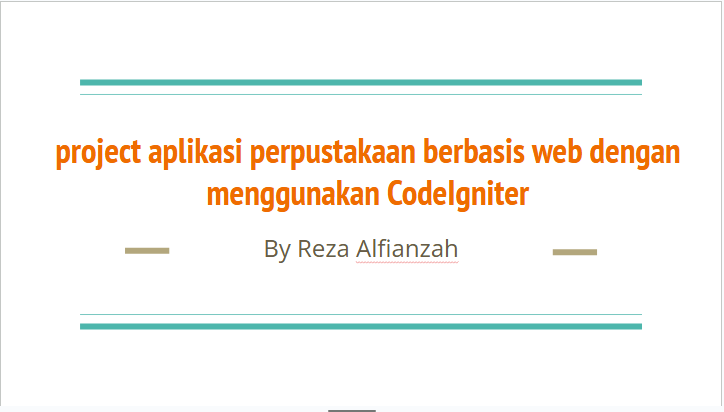 project aplikasi perpustakaan berbasis web dengan
menggunakan CodeIgniter
By Reza Alfianzah